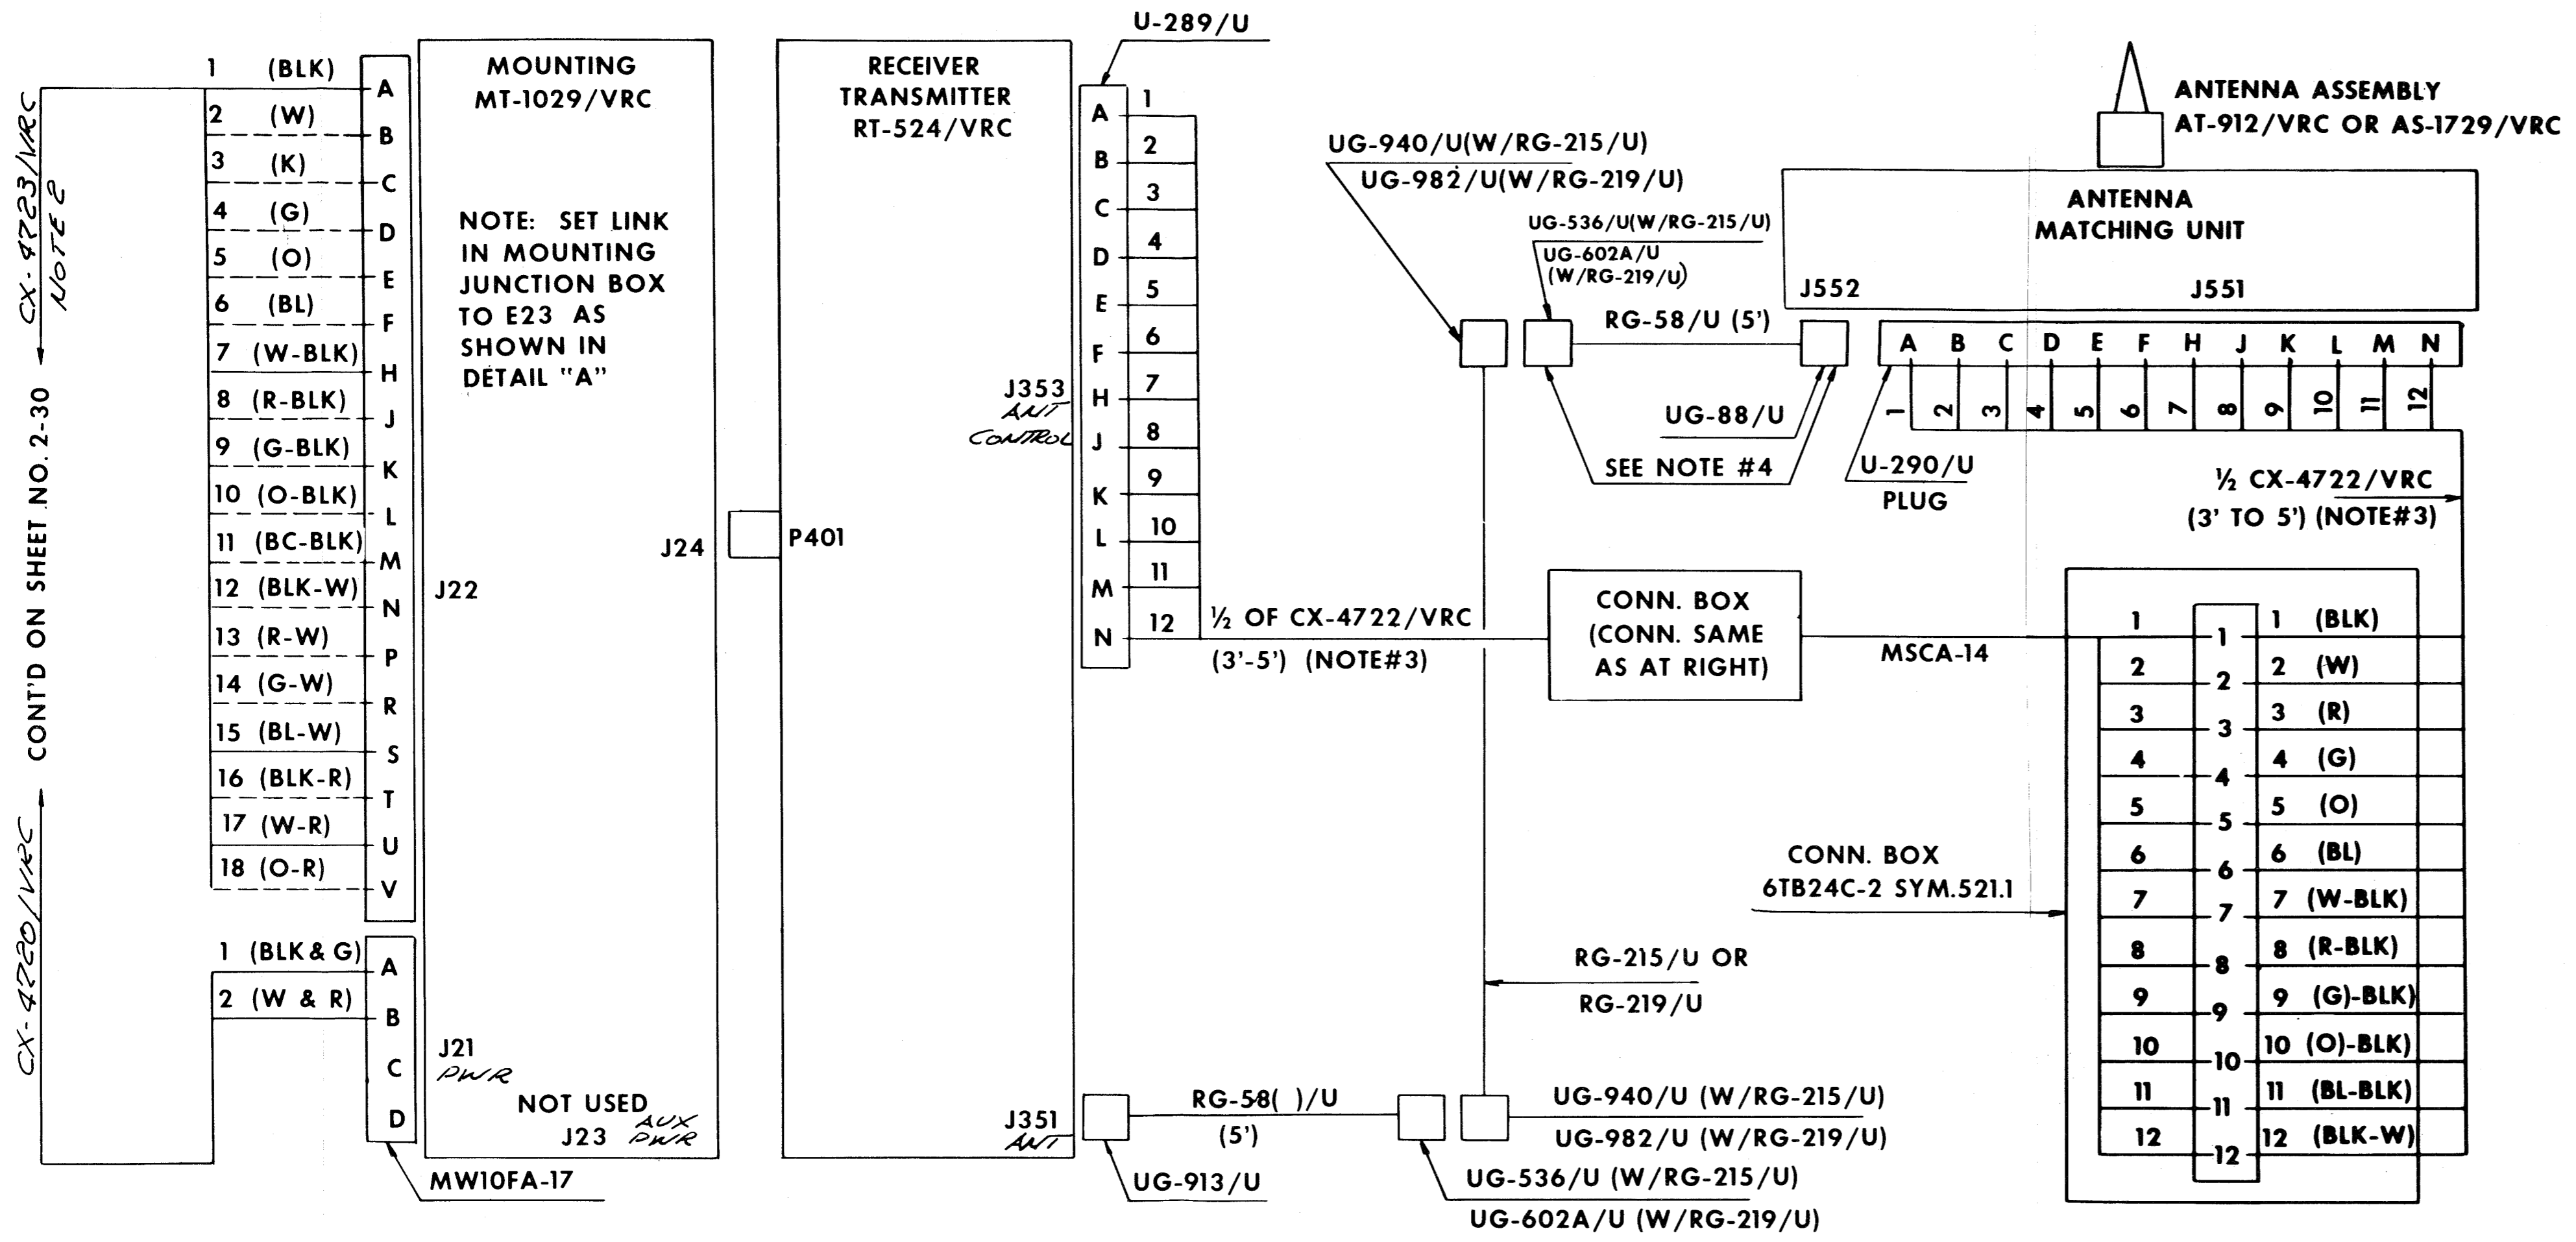 CX-4723/VRC
NOTE 2
CONT'D ON SHEET NO. 2-30
CX-4720/VRC
1 (BLK)
2 (W)
3 (K)
4 (G)
5 (O)
6 (BL)
7 (W-BLK)
8 (R-BLK)
9 (G-BLK)
10 (O-BLK)
11 (BC-BLK)
12 (BLK-W)
13 (R-W)
14 (G-W)
15 (BL-W)
16 (BLK-R)
17 (W-R)
18 (O-R)
A
B
C
D
E
F
H
J
K
L
M
N
P
R
S
T
U
V
1 (BLK & G)
2 (W & R)
A
B
C
D
MW10FA-17
MOUNTING
MT-1029/VRC
NOTE: SET LINK
IN MOUNTING
JUNCTION BOX
TO E23 AS
SHOWN IN
DETAIL "A"
J24
J22
J21
PWR
NOT USED
J23 AUX PWR
RECEIVER
TRANSMITTER
RT-524/VRC
P401
J353
ANT
CONTROL
J351
ANT
U-289/U
A
B
C
D
E
F
H
J
K
L
M
N
1
2
3
4
5
6
7
8
9
10
11
12
½ OF CX-4722/VRC
(3'-5') (NOTE#3)
UG-913/U
RG-58( )/U
(5')
UG-940/U (W/RG-215/U)
UG-982/U (W/RG-219/U)
UG-536/U (W/RG-215/U)
UG-602A/U (W/RG-219/U)
RG-215/U OR
RG-219/U
UG-940/U(W/RG-215/U)
UG-982/U(W/RG-219/U)
UG-536/U(W/RG-215/U)
UG-602A/U
(W/RG-219/U)
RG-58/U (5')
UG-88/U
SEE NOTE #4
CONN. BOX
(CONN. SAME
AS AT RIGHT)
MSCA-14
ANTENNA ASSEMBLY
AT-912/VRC OR AS-1729/VRC
ANTENNA
MATCHING UNIT
J552
J551
A B C D E F H J K L M N
1 2 3 4 5 6 7 8 9 10 11 12
U-290/U
PLUG
½ CX-4722/VRC
(3' TO 5') (NOTE#3)
CONN. BOX
6TB24C-2 SYM.521.1
1 1 1 (BLK)
2 2 2 (W)
3 3 3 (R)
4 4 4 (G)
5 5 5 (O)
6 6 6 (BL)
7 7 7 (W-BLK)
8 8 8 (R-BLK)
9 9 9 (G)-BLK)
10 10 10 (O)-BLK)
11 11 11 (BL-BLK)
12 12 12 (BLK-W)